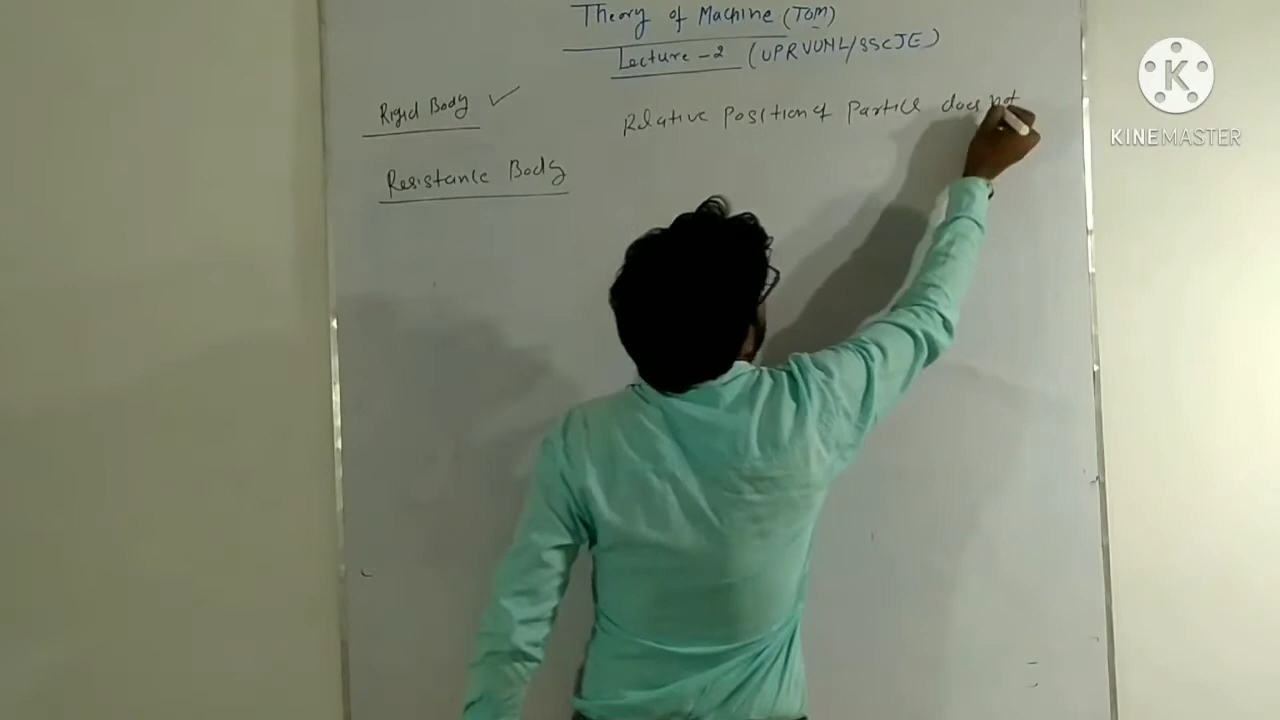 Theory of Machine (TOM)
Lecture - 2 (UPRVUNL/SSCJE)
Rigid Body ✓
Relative Position of Particle does not
Resistance Body
KINEMASTER